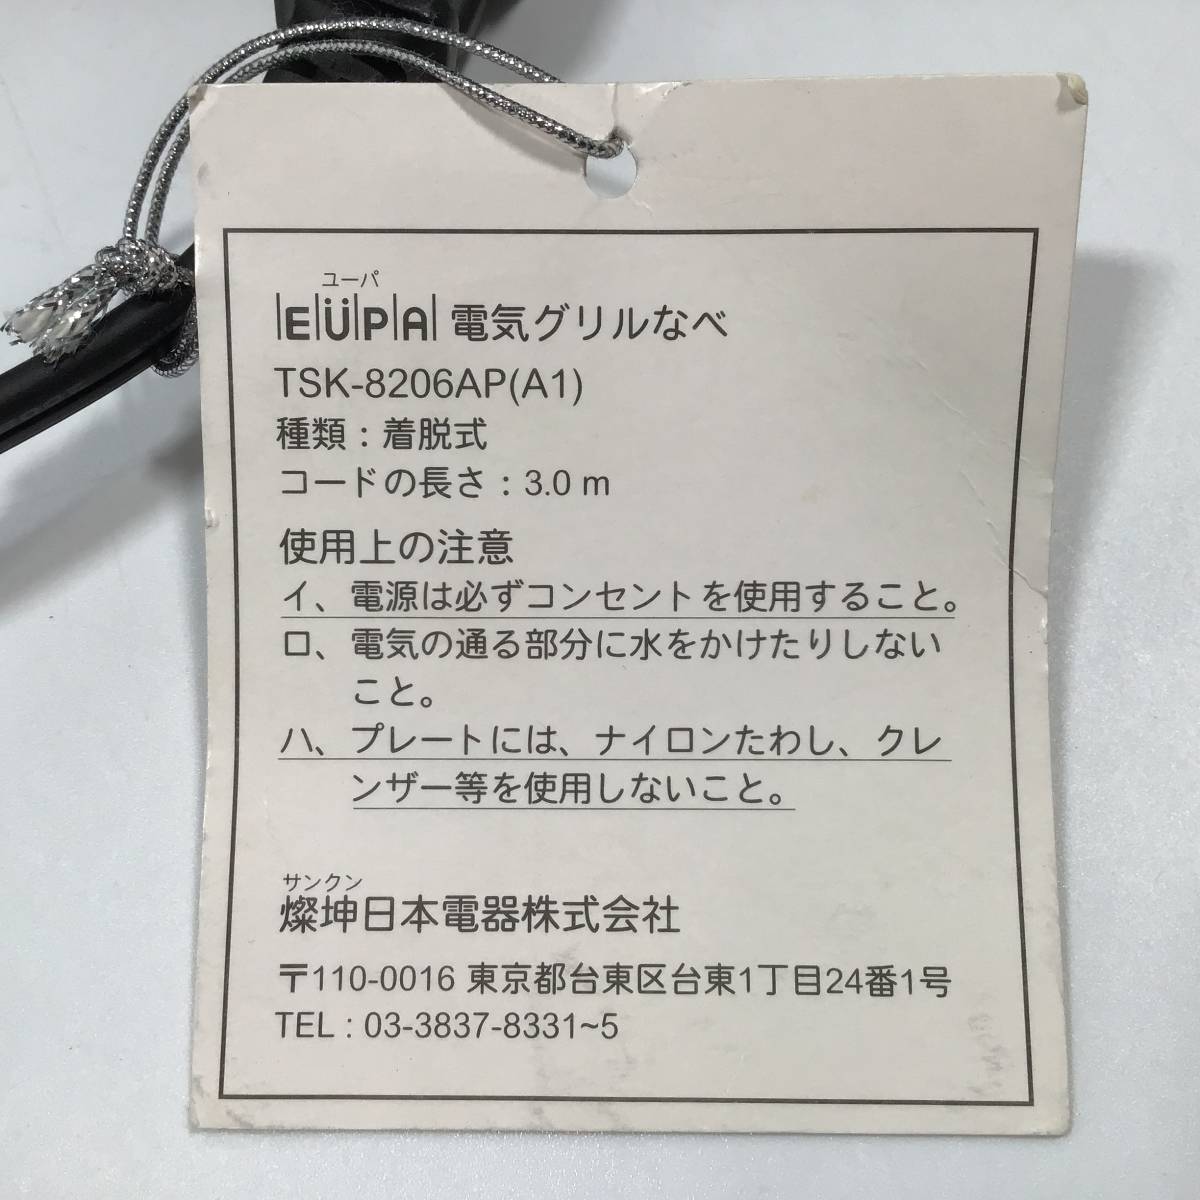 ユーパ
EÜPA 電気グリルなべ
TSK-8206AP(A1)
種類：着脱式
コードの長さ：3.0 m
使用上の注意
イ、電源は必ずコンセントを使用すること。
ロ、電気の通る部分に水をかけたりしない
こと。
ハ、プレートには、ナイロンたわし、クレ
ンザー等を使用しないこと。
サンクン
燦坤日本電器株式会社
〒110-0016 東京都台東区台東1丁目24番1号
TEL : 03-3837-8331~5